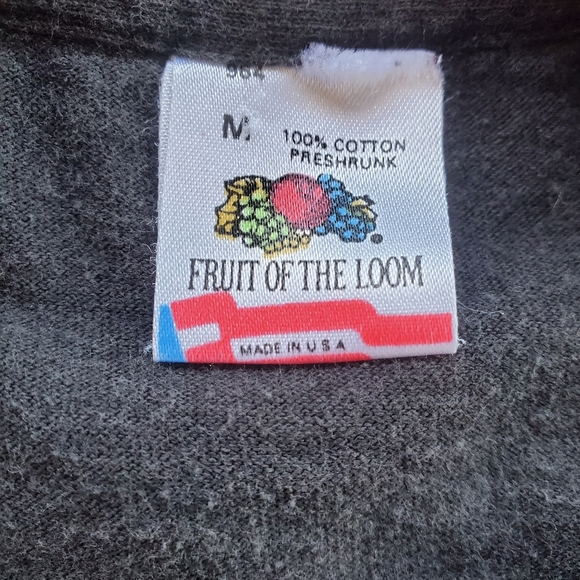 M
100% COTTON
PRESHRUNK
®
FRUIT OF THE LOOM
MADE IN U S A